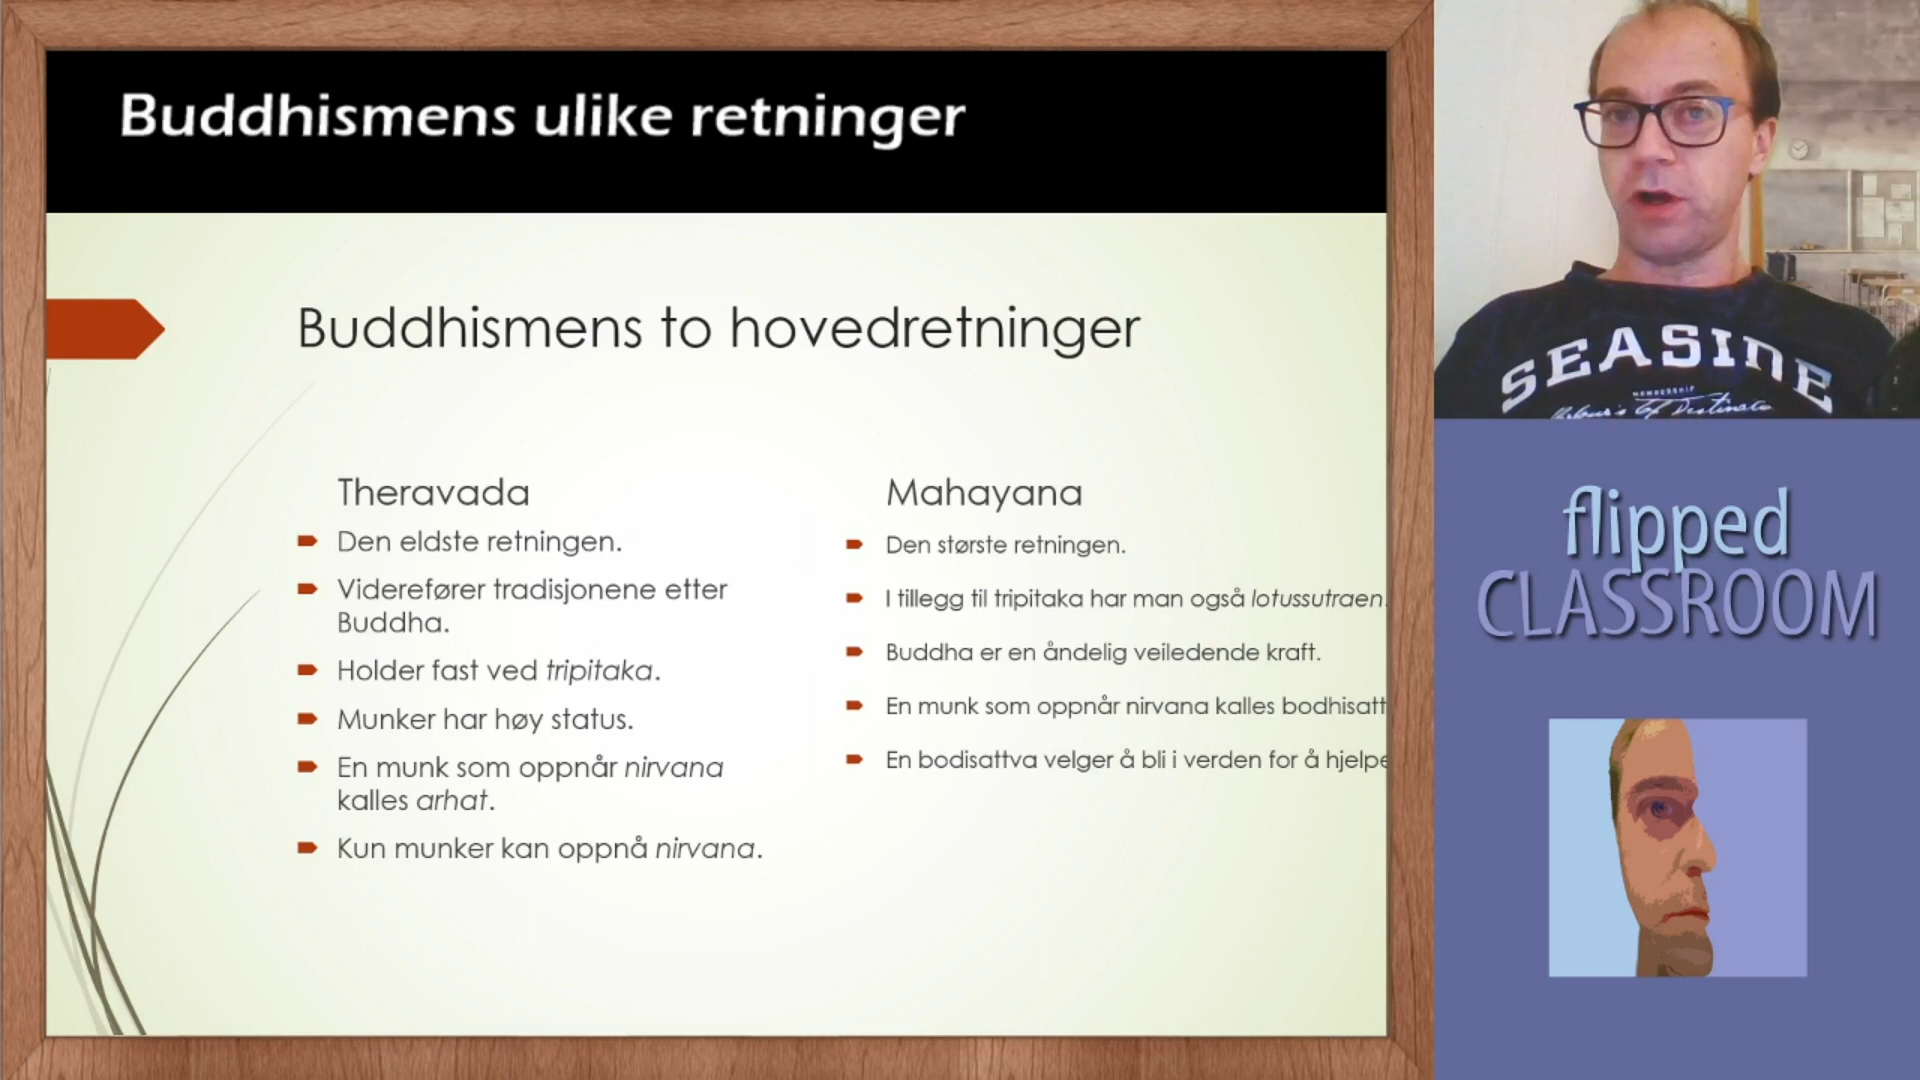 Buddhismens ulike retninger
Buddhismens to hovedretninger
Theravada
Den eldste retningen.
Viderefører tradisjonene etter
Buddha.
Holder fast ved tripitaka.
Munker har høy status.
En munk som oppnår nirvana
kalles arhat.
Kun munker kan oppnå nirvana.
Mahayana
Den største retningen.
I tillegg til tripitaka har man også lotussutraen.
Buddha er en åndelig veiledende kraft.
En munk som oppnår nirvana kalles bodhisatt
En bodisattva velger å bli i verden for å hjelpe
SEASIDE
MEMBERSHIP
flipped
CLASSROOM